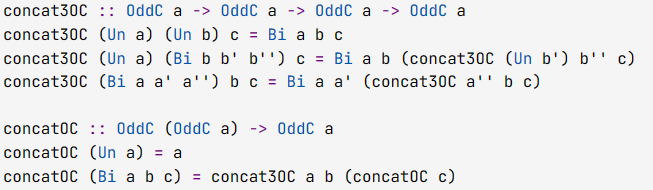 concat3OC :: OddC a -> OddC a -> OddC a -> OddC a
concat3OC (Un a) (Un b) c = Bi a b c
concat3OC (Un a) (Bi b b' b'') c = Bi a b (concat3OC (Un b') b'' c)
concat3OC (Bi a a' a'') b c = Bi a a' (concat3OC a'' b c)
concatOC :: OddC (OddC a) -> OddC a
concatOC (Un a) = a
concatOC (Bi a b c) = concat3OC a b (concatOC c)